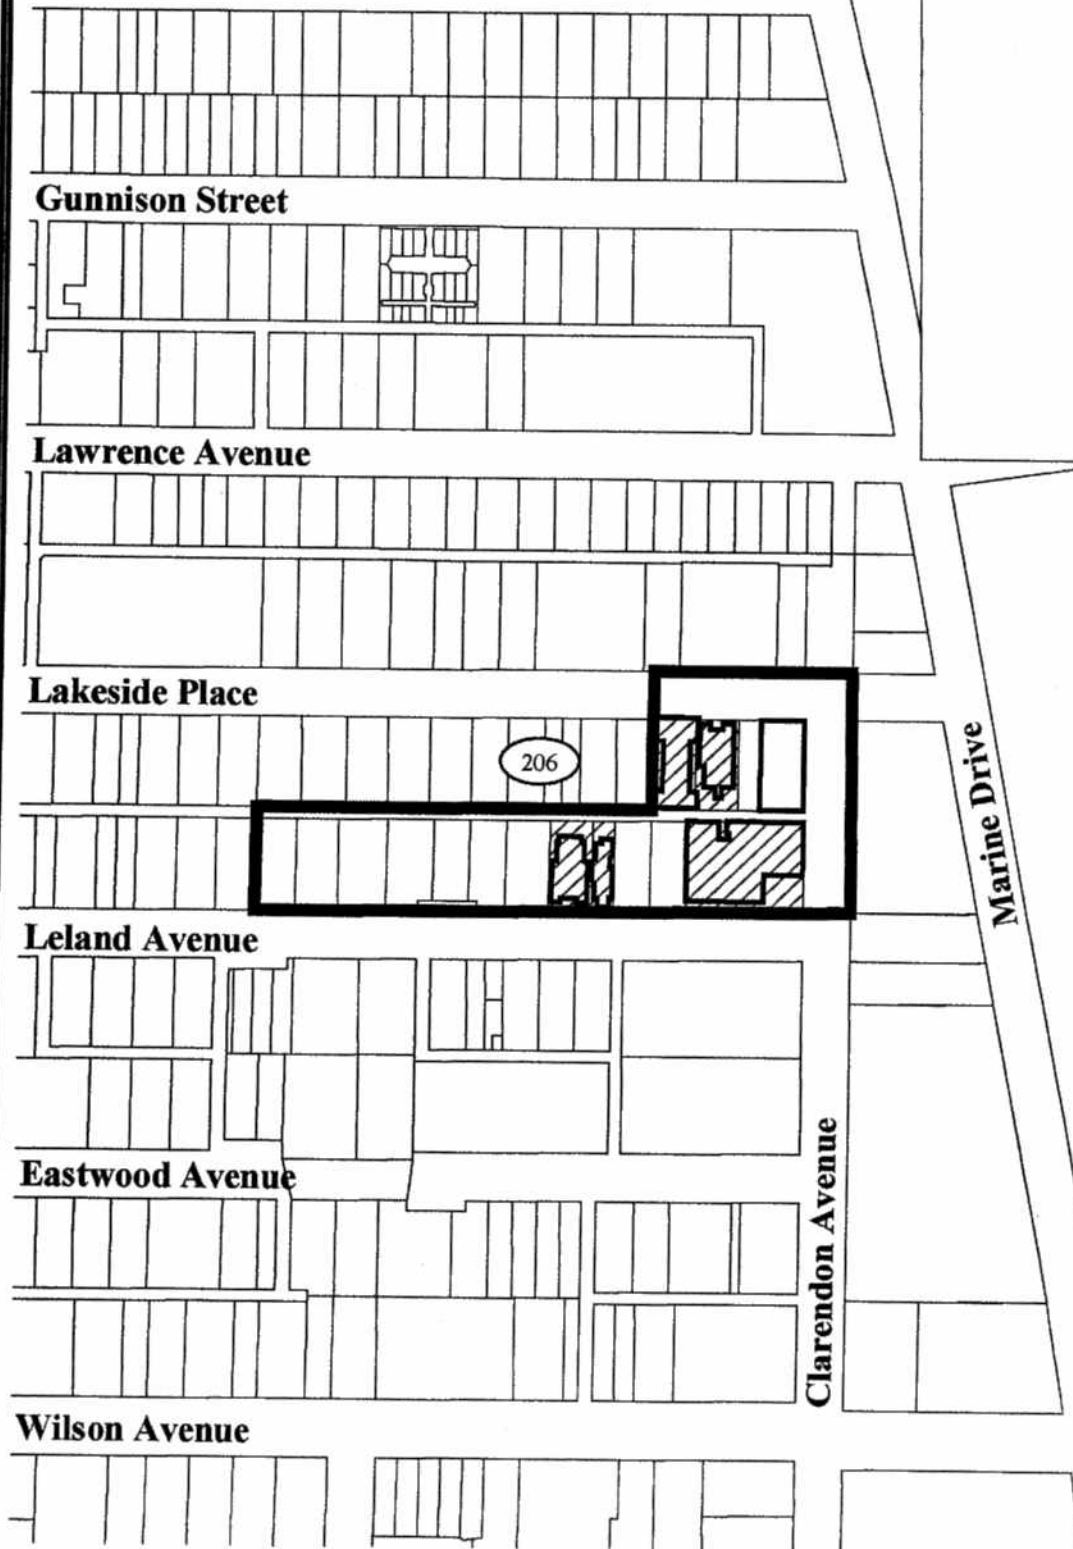 Gunnison Street
Lawrence Avenue
Lakeside Place
206
Marine Drive
Leland Avenue
Eastwood Avenue
Clarendon Avenue
Wilson Avenue